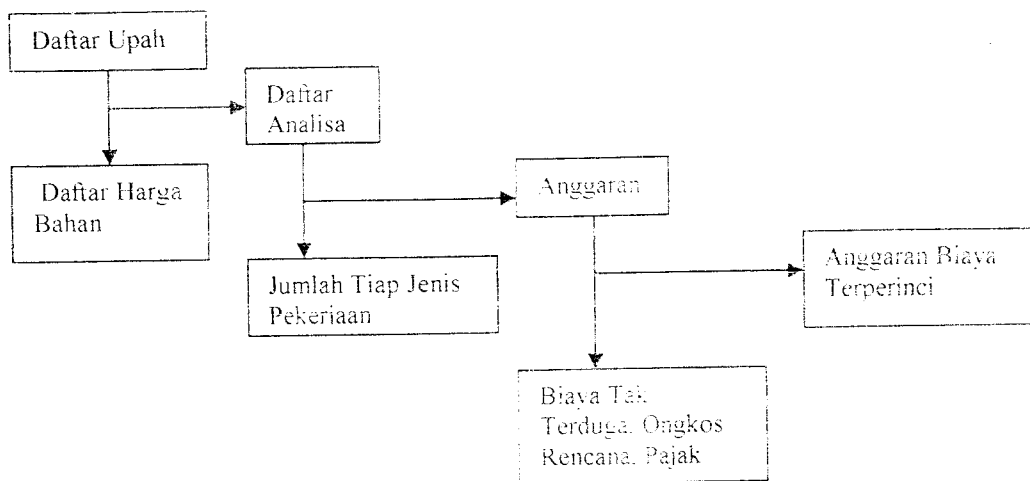 Daftar Upah
Daftar
Analisa
Daftar Harga
Bahan
Anggaran
Jumlah Tiap Jenis
Pekerjaan
Anggaran Biaya
Terperinci
Biaya Tak
Terduga, Ongkos
Rencana, Pajak